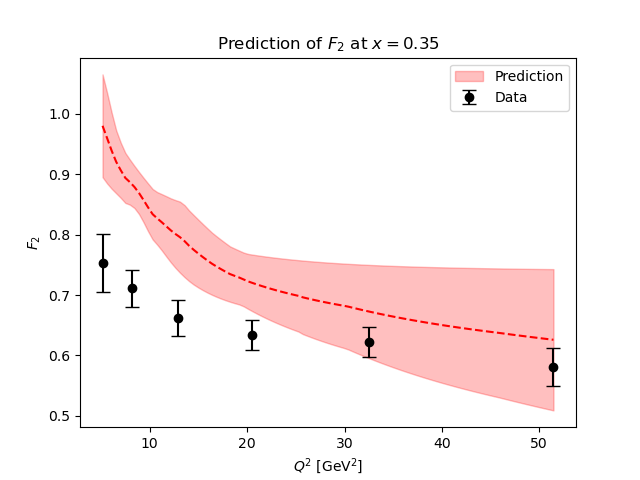 Prediction of F₂ at x = 0.35
Prediction
Data
F₂
1.0
0.9
0.8
0.7
0.6
0.5
10
20
30
40
50
Q² [GeV²]